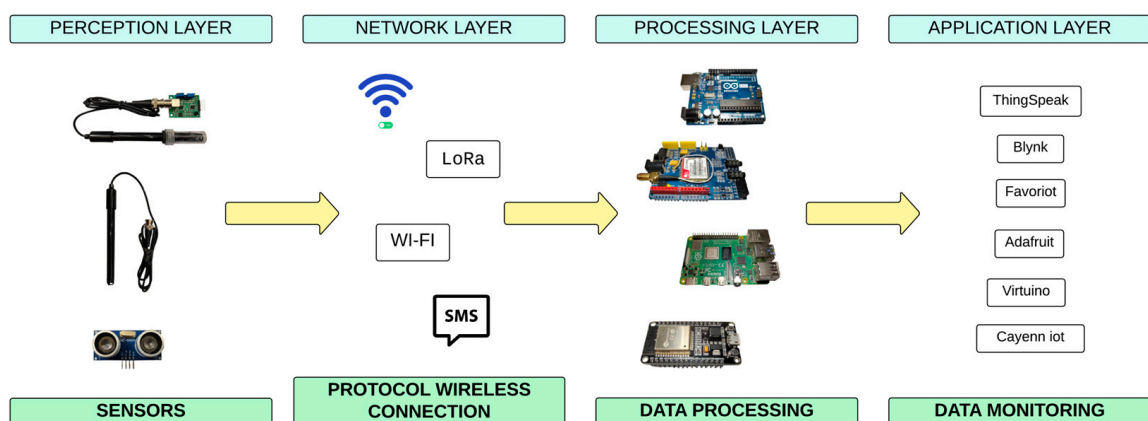 PERCEPTION LAYER
NETWORK LAYER
PROCESSING LAYER
APPLICATION LAYER
LoRa
WI-FI
SMS
ThingSpeak
Blynk
Favoriot
Adafruit
Virtuino
Cayenn iot
SENSORS
PROTOCOL WIRELESS
CONNECTION
DATA PROCESSING
DATA MONITORING